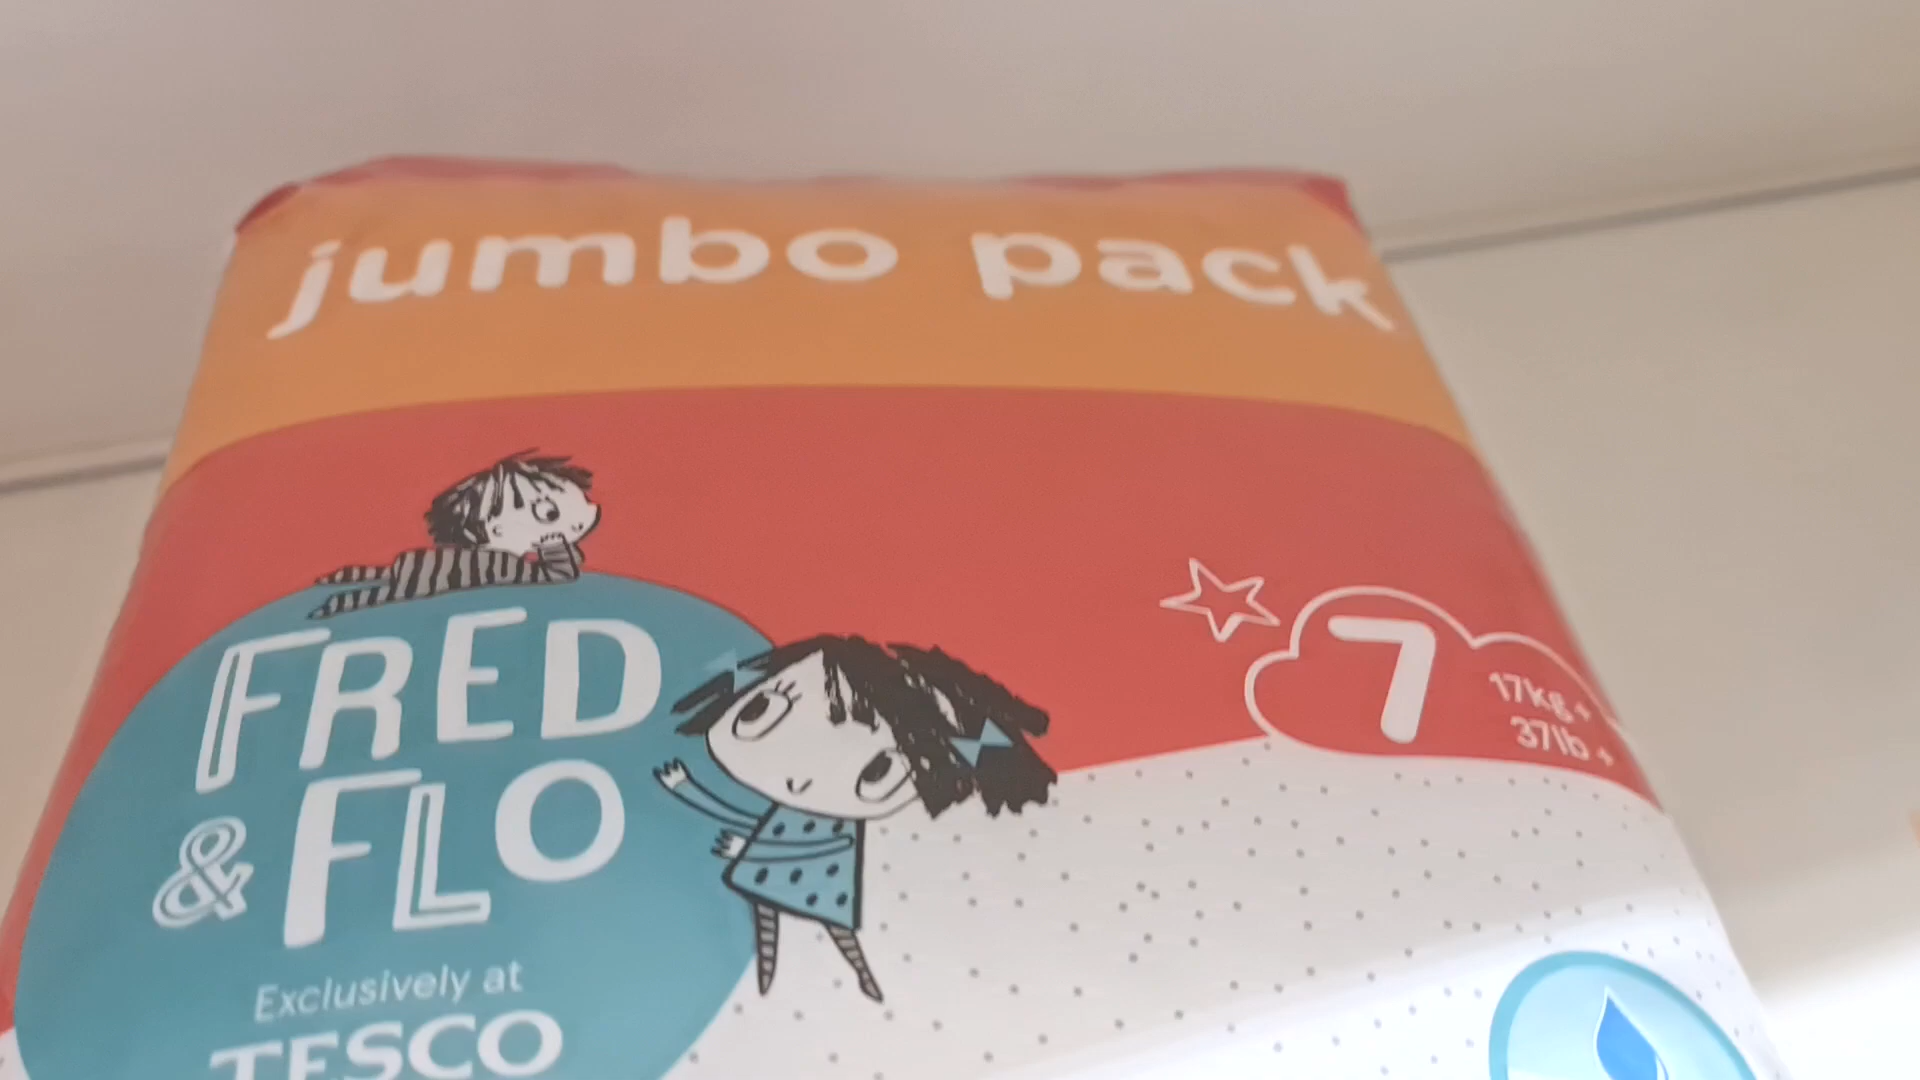 jumbo pack
FRED
& FLO
Exclusively at
TESCO
7
17kg+
37lb+